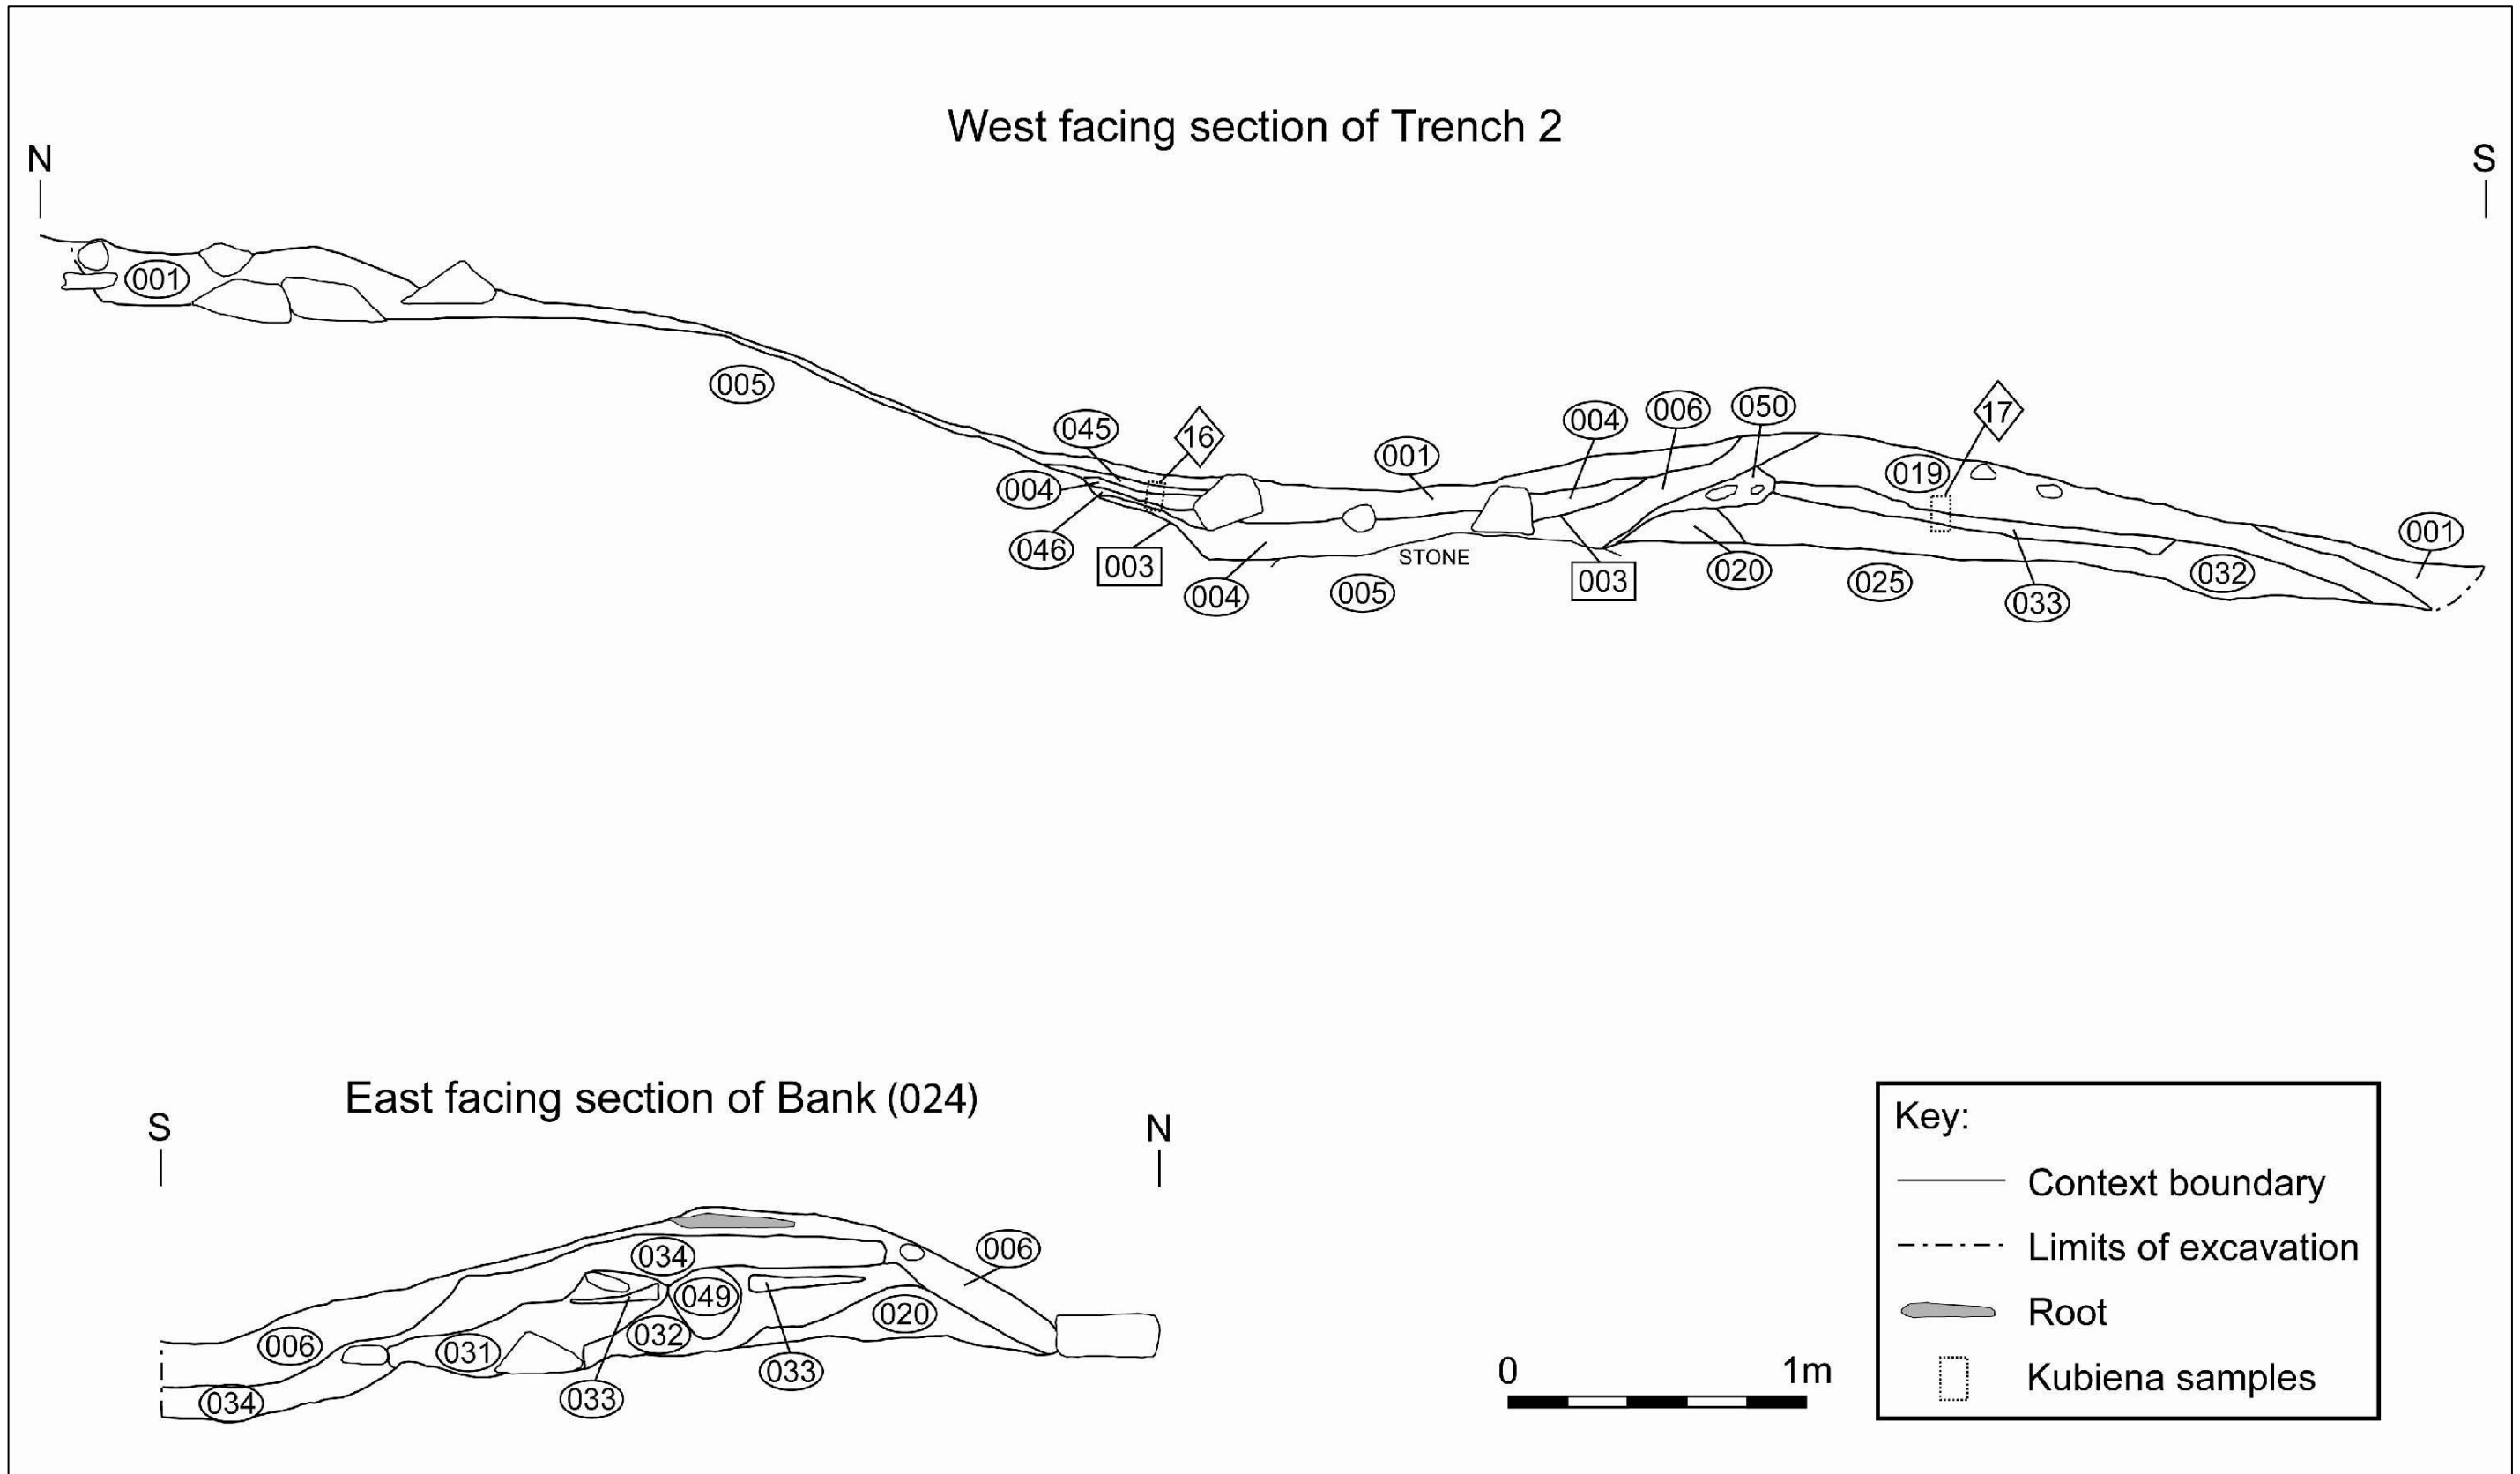 West facing section of Trench 2
N
S
001
005
045
16
004
046
003
004
001
005
STONE
004
006
050
003
020
019
17
025
033
032
001
East facing section of Bank (024)
S
N
006
034
031
034
033
032
049
033
020
006
0 1m
Key:
Context boundary
Limits of excavation
Root
Kubiena samples